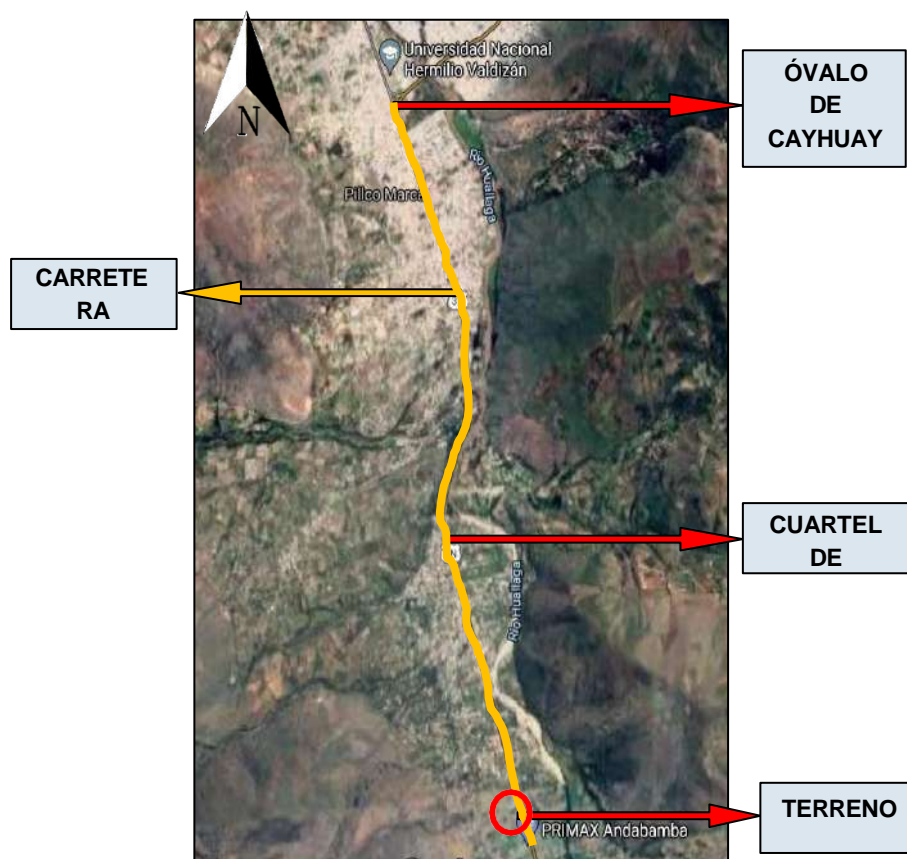 N
Universidad Nacional
Hermilio Valdizán
ÓVALO
DE
CAYHUAY
Río Huallaga
Pillco Marca
CARRETE
RA
CUARTEL
DE
Río Huallaga
TERRENO
PRIMAX Andabamba